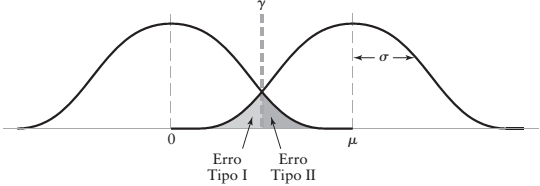 γ
σ
0
μ
Erro Tipo I
Erro Tipo II